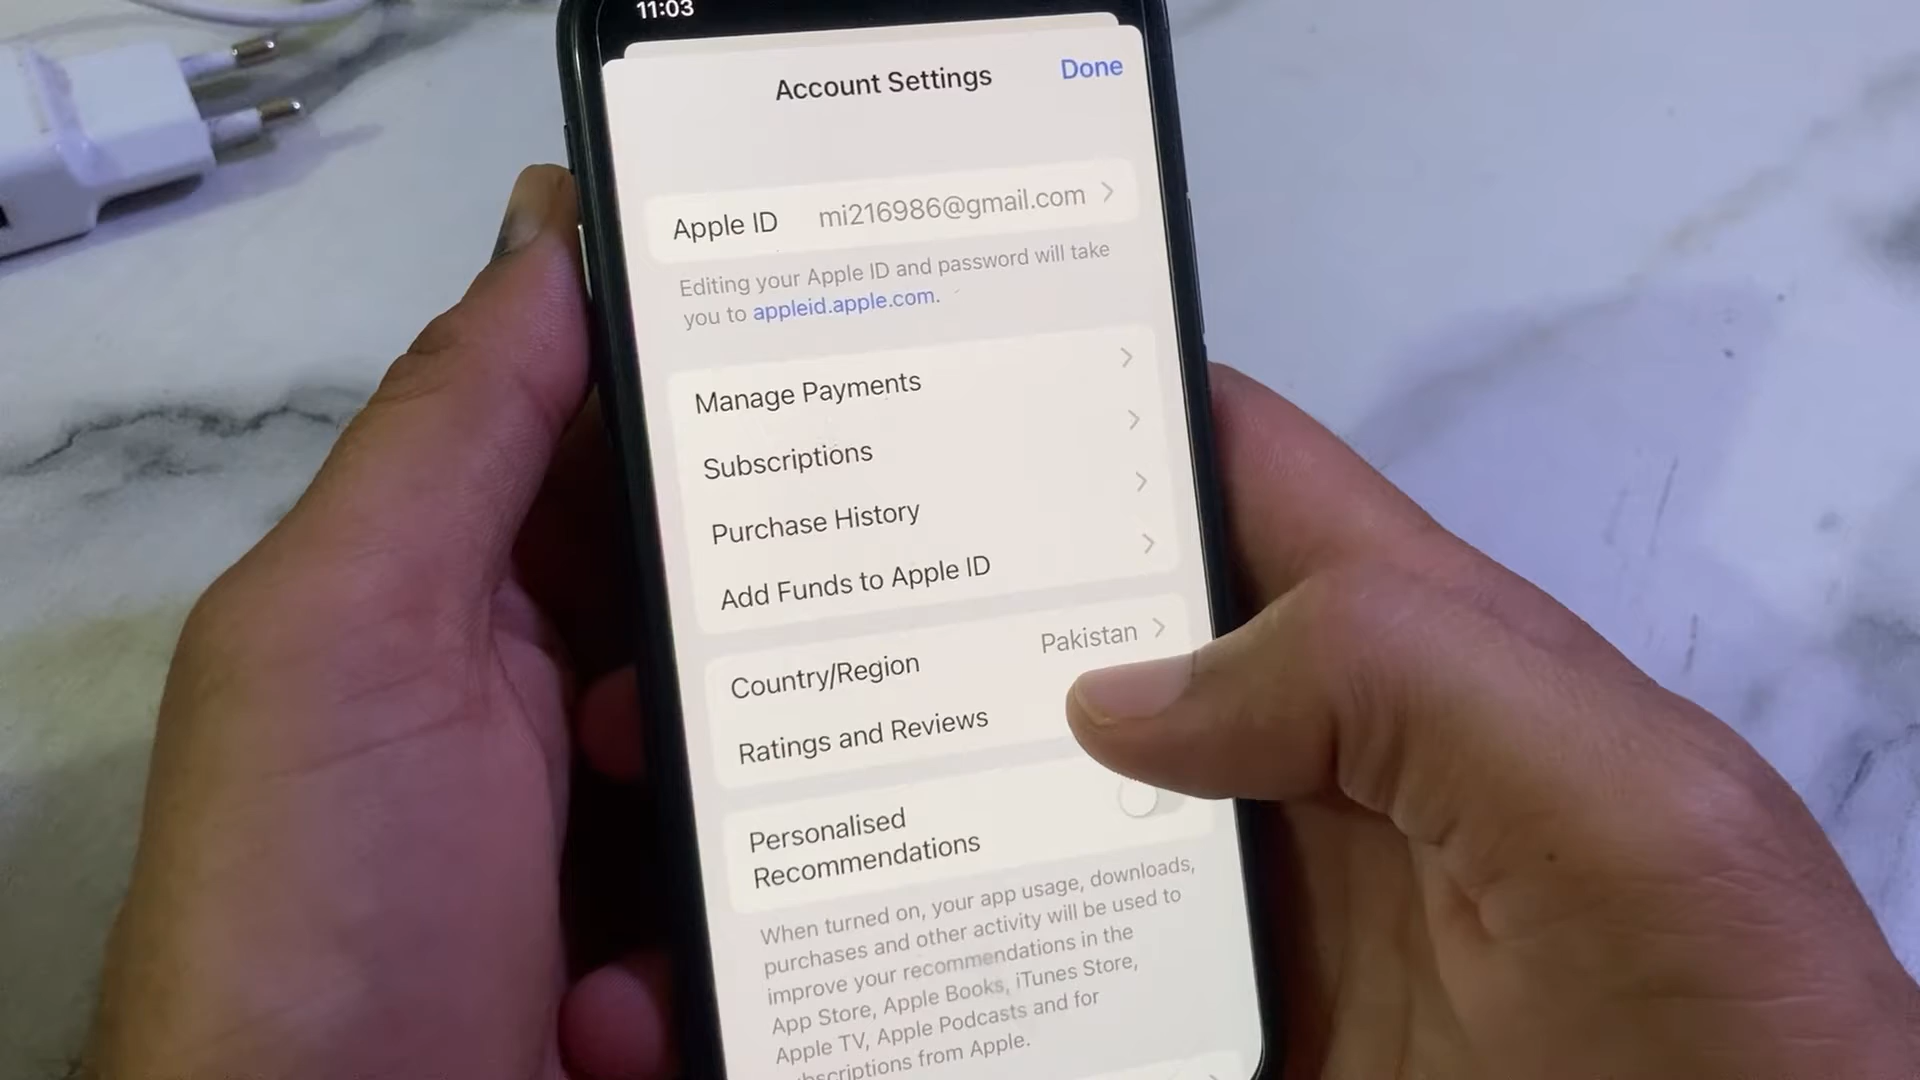 11:03
Account Settings
Done
Apple ID mi216986@gmail.com
Editing your Apple ID and password will take
you to appleid.apple.com.
Manage Payments
Subscriptions
Purchase History
Add Funds to Apple ID
Country/Region Pakistan
Ratings and Reviews
Personalised
Recommendations
When turned on, your app usage, downloads,
purchases and other activity will be used to
improve your recommendations in the
App Store, Apple Books, iTunes Store,
Apple TV, Apple Podcasts and for
bscriptions from Apple.